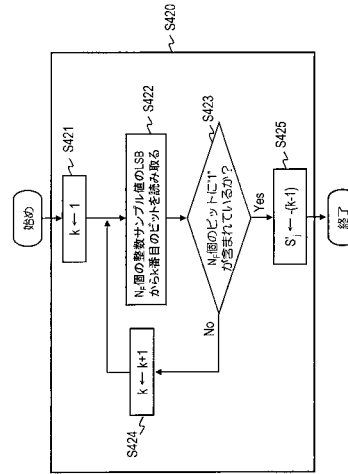 S420
始め
S421
k ← 1
S422
N_F個の整数サンプル値のLSB
からk番目のビットを読み取る
S423
N_F個のビットに"1"
が含まれているか？
No
Yes
S424
k ← k+1
S425
S'_i ← -(k-1)
終了